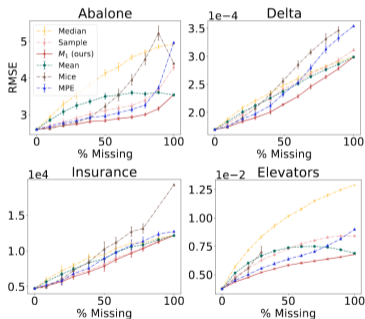 Abalone
Delta
1e−4
RMSE
5
4
3
Median
Sample
M1 (ours)
Mean
Mice
MPE
0
50
100
% Missing
3.5
3.0
2.5
2.0
0
50
100
% Missing
Insurance
1e4
1.5
1.0
0.5
0
50
100
% Missing
Elevators
1e−2
1.25
1.00
0.75
0.50
0
50
100
% Missing